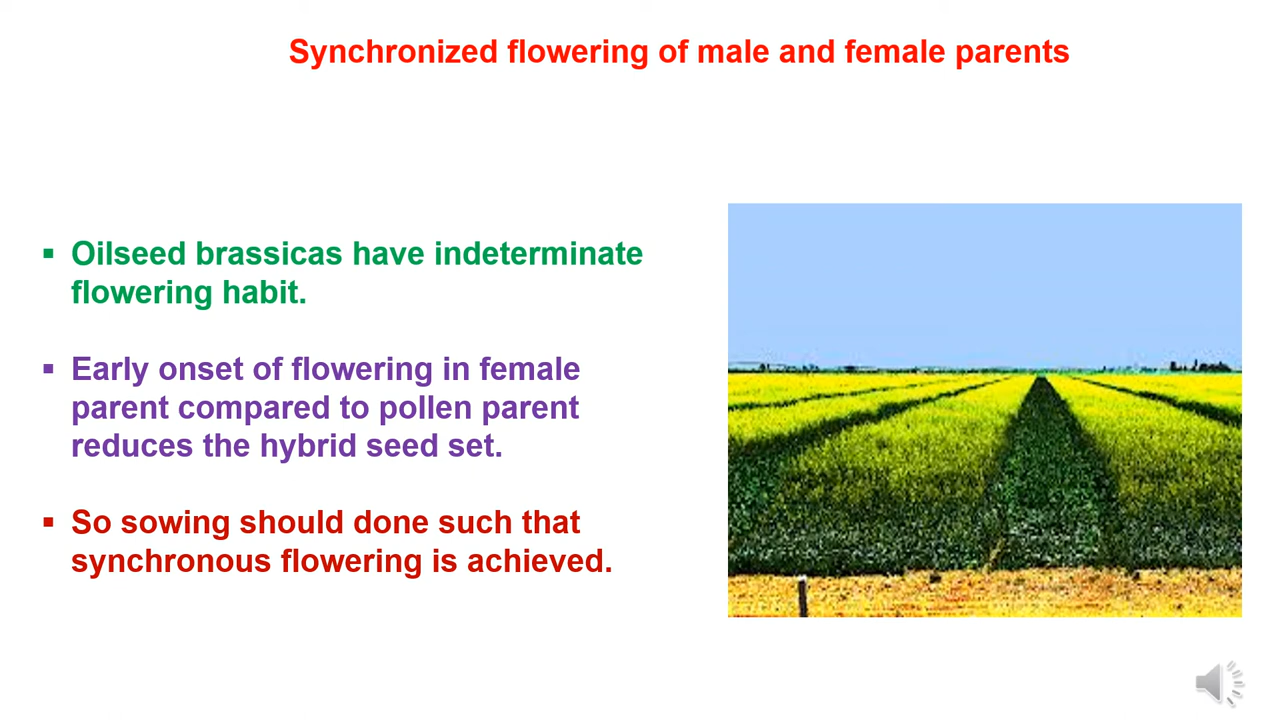 Synchronized flowering of male and female parents
▪ Oilseed brassicas have indeterminate
flowering habit.
▪ Early onset of flowering in female
parent compared to pollen parent
reduces the hybrid seed set.
▪ So sowing should done such that
synchronous flowering is achieved.